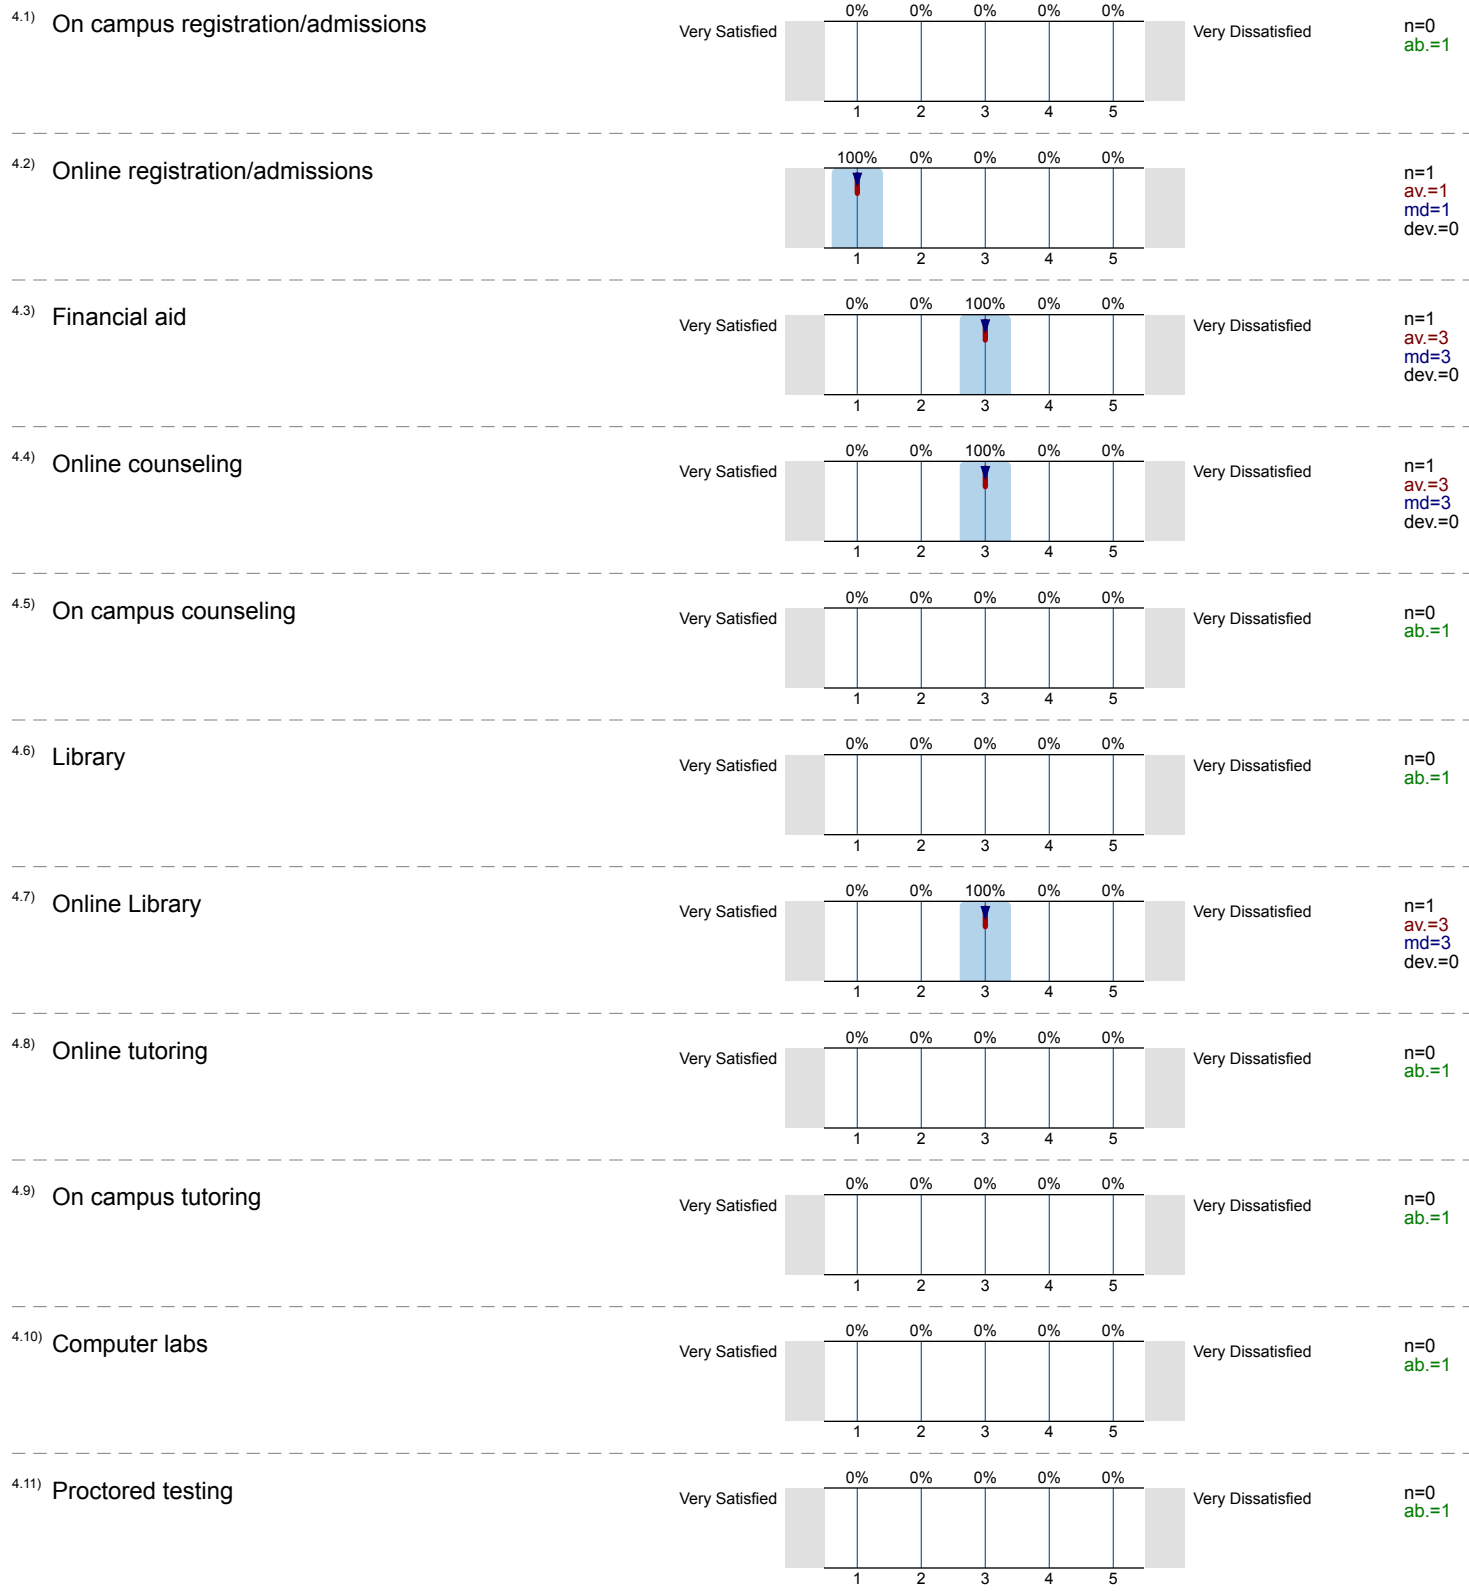 4.1) On campus registration/admissions
0% 0% 0% 0% 0%
Very Satisfied Very Dissatisfied
n=0
ab.=1
1 2 3 4 5
4.2) Online registration/admissions
100% 0% 0% 0% 0%
n=1
av.=1
md=1
dev.=0
1 2 3 4 5
4.3) Financial aid
0% 0% 100% 0% 0%
Very Satisfied Very Dissatisfied
n=1
av.=3
md=3
dev.=0
1 2 3 4 5
4.4) Online counseling
0% 0% 100% 0% 0%
Very Satisfied Very Dissatisfied
n=1
av.=3
md=3
dev.=0
1 2 3 4 5
4.5) On campus counseling
0% 0% 0% 0% 0%
Very Satisfied Very Dissatisfied
n=0
ab.=1
1 2 3 4 5
4.6) Library
0% 0% 0% 0% 0%
Very Satisfied Very Dissatisfied
n=0
ab.=1
1 2 3 4 5
4.7) Online Library
0% 0% 100% 0% 0%
Very Satisfied Very Dissatisfied
n=1
av.=3
md=3
dev.=0
1 2 3 4 5
4.8) Online tutoring
0% 0% 0% 0% 0%
Very Satisfied Very Dissatisfied
n=0
ab.=1
1 2 3 4 5
4.9) On campus tutoring
0% 0% 0% 0% 0%
Very Satisfied Very Dissatisfied
n=0
ab.=1
1 2 3 4 5
4.10) Computer labs
0% 0% 0% 0% 0%
Very Satisfied Very Dissatisfied
n=0
ab.=1
1 2 3 4 5
4.11) Proctored testing
0% 0% 0% 0% 0%
Very Satisfied Very Dissatisfied
n=0
ab.=1
1 2 3 4 5